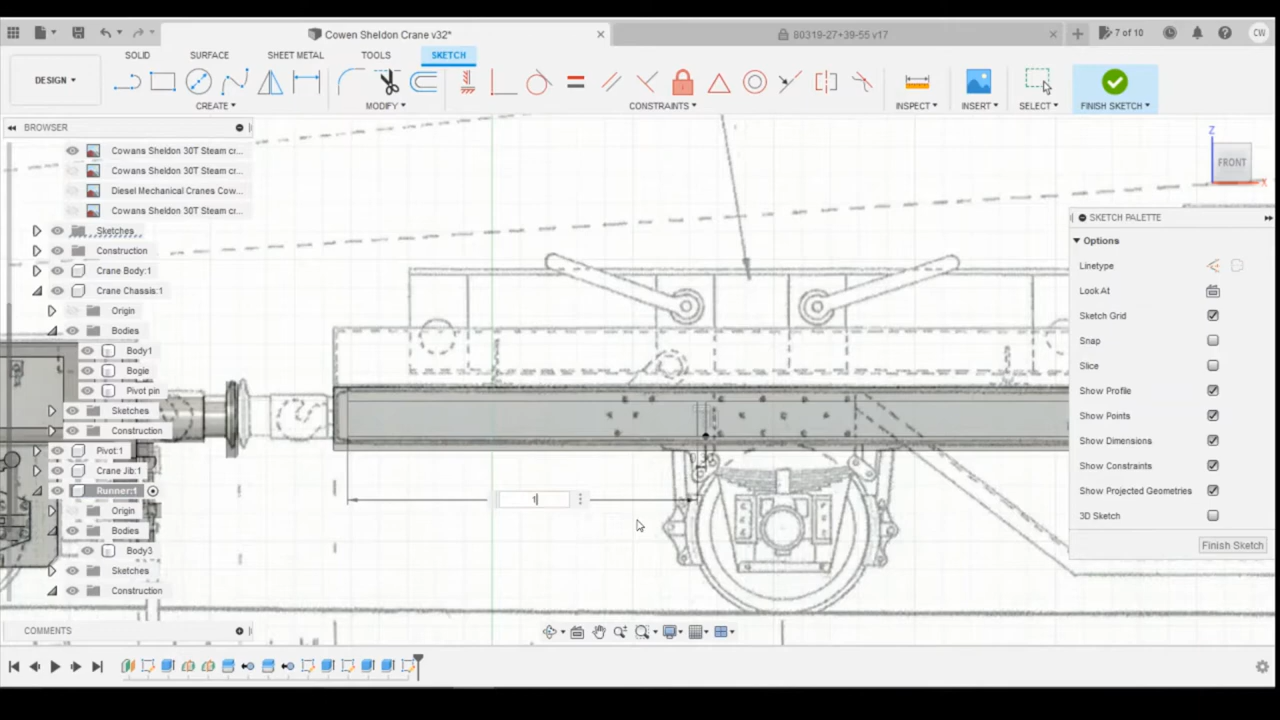 Cowen Sheldon Crane v32*
80319-27+39-55 v17
7 of 10
CW
DESIGN
SOLID SURFACE SHEET METAL TOOLS SKETCH
CREATE MODIFY CONSTRAINTS INSPECT INSERT SELECT FINISH SKETCH
BROWSER
Cowans Sheldon 30T Steam cr...
Cowans Sheldon 30T Steam cr...
Diesel Mechanical Cranes Cow...
Cowans Sheldon 30T Steam cr...
Sketches
Construction
Crane Body:1
Crane Chassis:1
Origin
Bodies
Body1
Bogie
Pivot pin
Sketches
Construction
Pivot:1
Crane Jib:1
Runner:1
Origin
Bodies
Body3
Sketches
Construction
COMMENTS
1
Z
FRONT
X
SKETCH PALETTE
Options
Linetype
Look At
Sketch Grid
Snap
Slice
Show Profile
Show Points
Show Dimensions
Show Constraints
Show Projected Geometries
3D Sketch
Finish Sketch